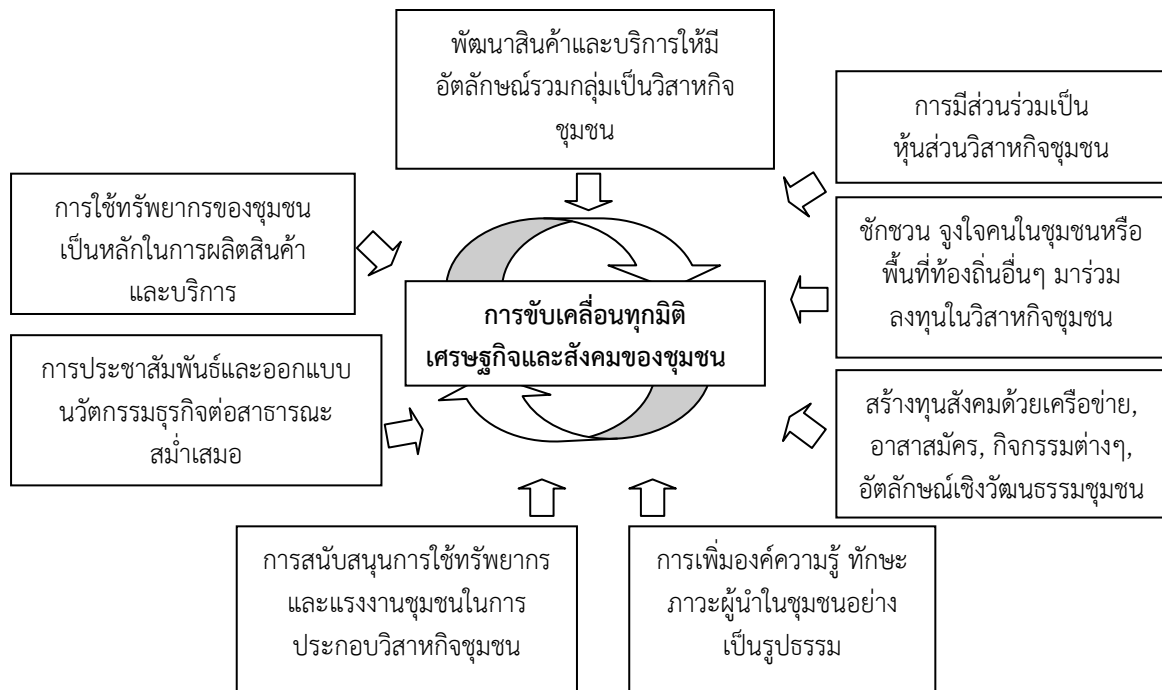 พัฒนาสินค้าและบริการให้มี
อัตลักษณ์รวมกลุ่มเป็นวิสาหกิจ
ชุมชน
การมีส่วนร่วมเป็น
หุ้นส่วนวิสาหกิจชุมชน
การใช้ทรัพยากรของชุมชน
เป็นหลักในการผลิตสินค้า
และบริการ
ชักชวน จูงใจคนในชุมชนหรือ
พื้นที่ท้องถิ่นอื่นๆ มาร่วม
ลงทุนในวิสาหกิจชุมชน
การขับเคลื่อนทุกมิติ
เศรษฐกิจและสังคมของชุมชน
การประชาสัมพันธ์และออกแบบ
นวัตกรรมธุรกิจต่อสาธารณะ
สม่ำเสมอ
สร้างทุนสังคมด้วยเครือข่าย,
อาสาสมัคร, กิจกรรมต่างๆ,
อัตลักษณ์เชิงวัฒนธรรมชุมชน
การสนับสนุนการใช้ทรัพยากร
และแรงงานชุมชนในการ
ประกอบวิสาหกิจชุมชน
การเพิ่มองค์ความรู้ ทักษะ
ภาวะผู้นำในชุมชนอย่าง
เป็นรูปธรรม